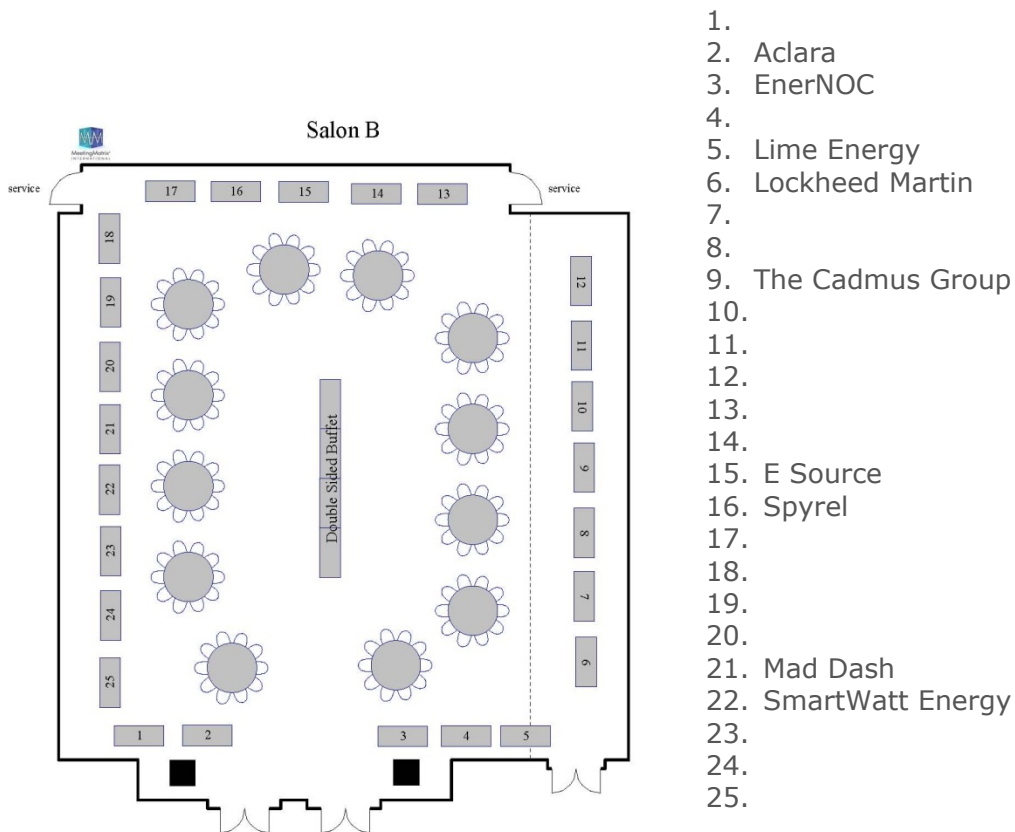 Salon B
MeetingMatrix
INTERNATIONAL
service
service
17 16 15 14 13
18
19
20
21
22
23
24
25
12
11
10
9
8
7
6
Double Sided Buffet
1 2 3 4 5
1.
2. Aclara
3. EnerNOC
4.
5. Lime Energy
6. Lockheed Martin
7.
8.
9. The Cadmus Group
10.
11.
12.
13.
14.
15. E Source
16. Spyrel
17.
18.
19.
20.
21. Mad Dash
22. SmartWatt Energy
23.
24.
25.